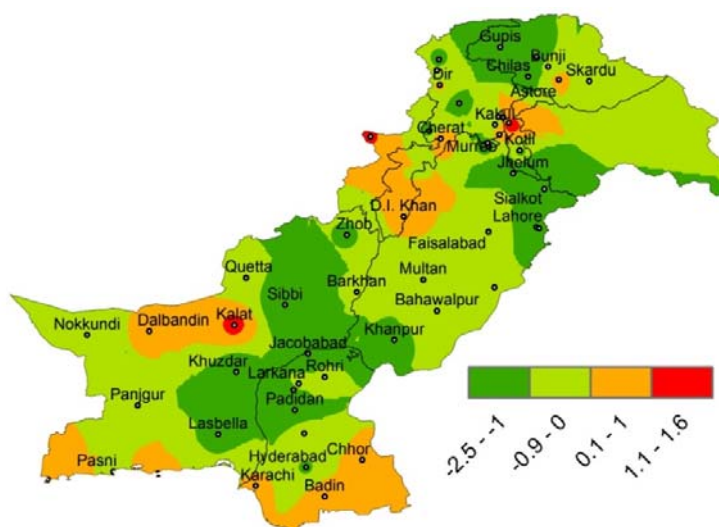 Gupis
Bunji
Chilas
Skardu
Dir
Astore
Cherat
Murree
Kotli
Jhelum
D.I. Khan
Sialkot
Lahore
Zhob
Faisalabad
Quetta
Barkhan
Multan
Sibbi
Bahawalpur
Kalat
Nokkundi
Dalbandin
Khanpur
Jacobabad
Khuzdar
Rohri
Larkana
Panjgur
Padidan
Lasbella
Pasni
Hyderabad
Chhor
Karachi
Badin
-2.5 - -1
-0.9 - 0
0.1 - 1
1.1 - 1.6